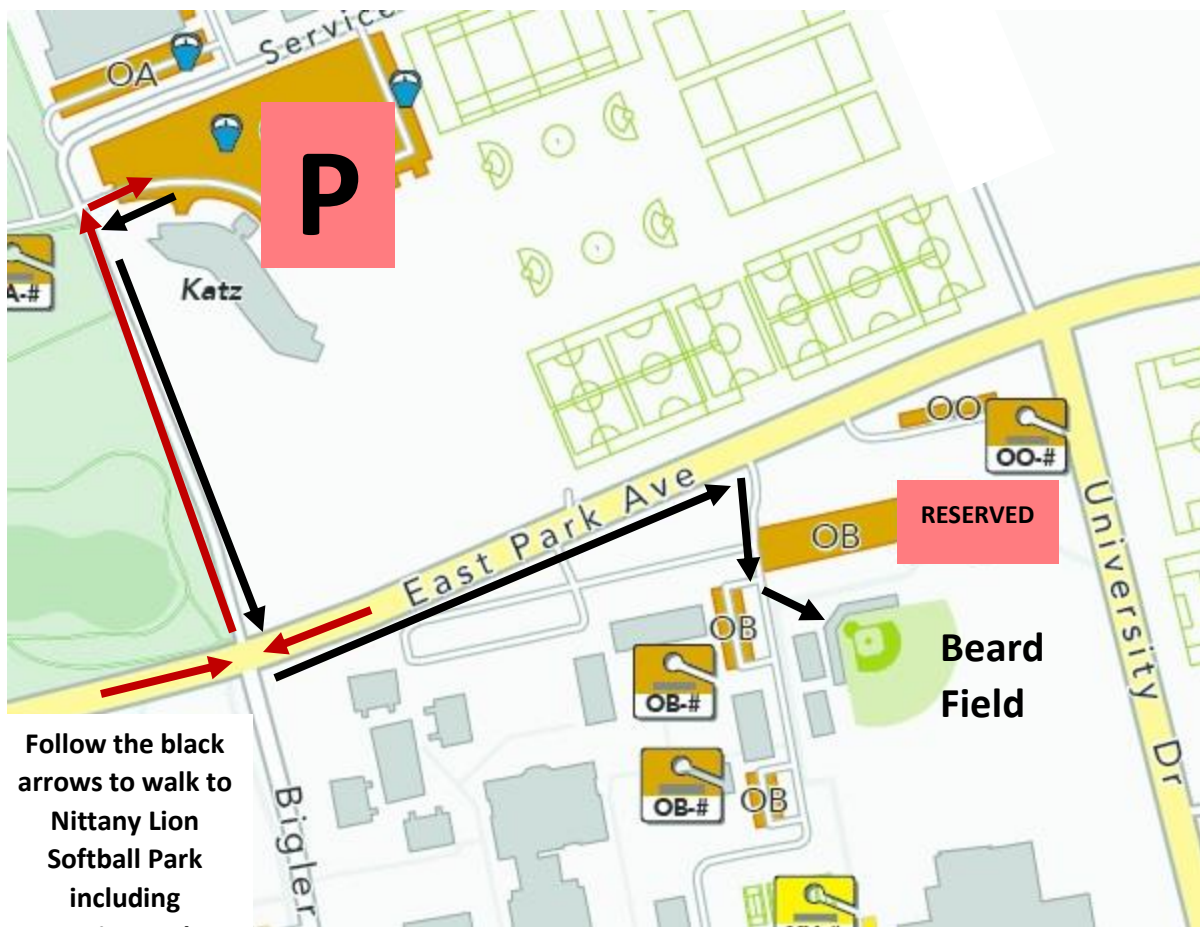 Service
OA
P
A-#
Katz
OO
OO-#
East Park Ave
RESERVED
OB
University Dr
OB
OB-#
Beard
Field
OB-#
OB
Bigler
Follow the black
arrows to walk to
Nittany Lion
Softball Park
including